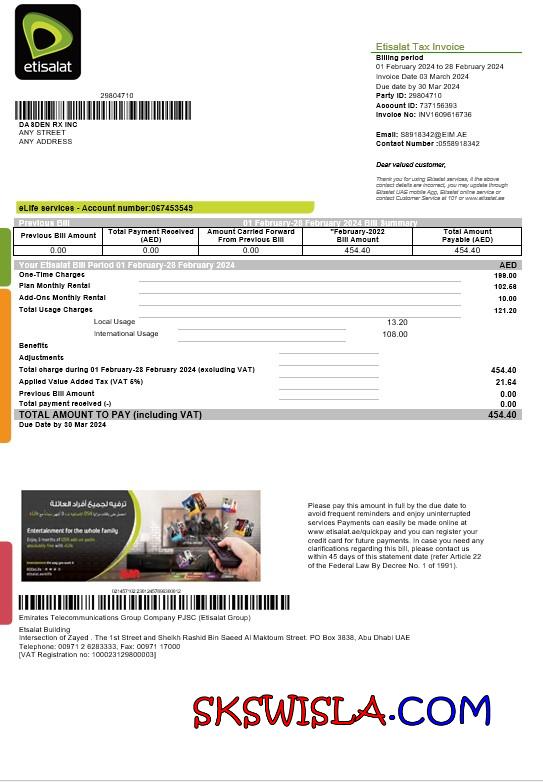 etisalat
Etisalat Tax Invoice
Billing period
01 February 2024 to 28 February 2024
Invoice Date 03 March 2024
Due date by 30 Mar 2024
Party ID: 29804710
Account ID: 737156393
Invoice No: INV1609616736
Email: S8918342@EIM.AE
Contact Number :0558918342
29804710
DA8DEN RX INC
ANY STREET
ANY ADDRESS
Dear valued customer,
Thank you for using Etisalat services, if the above
contact details are incorrect, you may update through
Etisalat UAE mobile App, Etisalat online service or
contact Customer Service at 101 or www.etisalat.ae
eLife services - Account number:067453549
Previous Bill 01 February-28 February 2024 Bill Summary
Previous Bill Amount Total Payment Received (AED) Amount Carried Forward From Previous Bill "February-2022 Bill Amount Total Amount Payable (AED)
0.00 0.00 0.00 454.40 454.40
Your Etisalat Bill Period 01 February-28 February 2024 AED
One-Time Charges 199.00
Plan Monthly Rental 102.56
Add-Ons Monthly Rental 10.00
Total Usage Charges 121.20
Local Usage 13.20
International Usage 108.00
Benefits
Adjustments
Total charge during 01 February-28 February 2024 (excluding VAT) 454.40
Applied Value Added Tax (VAT 5%) 21.64
Previous Bill Amount 0.00
Total payment received (-) 0.00
TOTAL AMOUNT TO PAY (including VAT) 454.40
Due Date by 30 Mar 2024
ترفيه لجميع أفراد العائلة
Entertainment for the whole family
Please pay this amount in full by the due date to
avoid frequent reminders and enjoy uninterrupted
services Payments can easily be made online at
www.etisalat.ae/quickpay and you can register your
credit card for future payments. In case you need any
clarifications regarding this bill, please contact us
within 45 days of this statement date (refer Article 22
of the Federal Law By Decree No. 1 of 1991).
Emirates Telecommunications Group Company PJSC (Etisalat Group)
Etisalat Building
Intersection of Zayed . The 1st Street and Sheikh Rashid Bin Saeed Al Maktoum Street. PO Box 3838, Abu Dhabi UAE
Telephone: 00971 2 6283333, Fax: 00971 17000
[VAT Registration no: 100023129800003]
SKSWISLA.COM